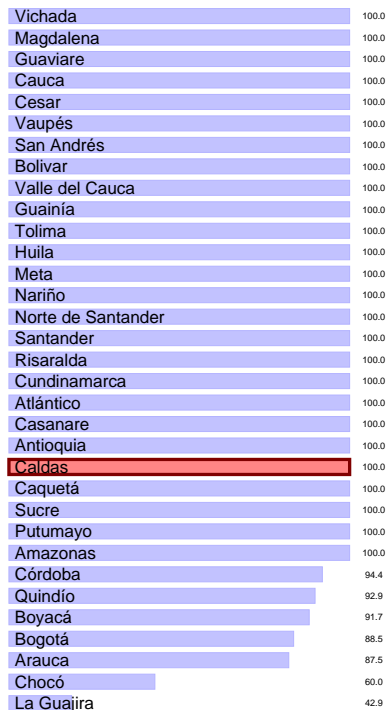 Vichada 100.0
Magdalena 100.0
Guaviare 100.0
Cauca 100.0
Cesar 100.0
Vaupés 100.0
San Andrés 100.0
Bolivar 100.0
Valle del Cauca 100.0
Guainía 100.0
Tolima 100.0
Huila 100.0
Meta 100.0
Nariño 100.0
Norte de Santander 100.0
Santander 100.0
Risaralda 100.0
Cundinamarca 100.0
Atlántico 100.0
Casanare 100.0
Antioquia 100.0
Caldas 100.0
Caquetá 100.0
Sucre 100.0
Putumayo 100.0
Amazonas 100.0
Córdoba 94.4
Quindío 92.9
Boyacá 91.7
Bogotá 88.5
Arauca 87.5
Chocó 60.0
La Guajira 42.9